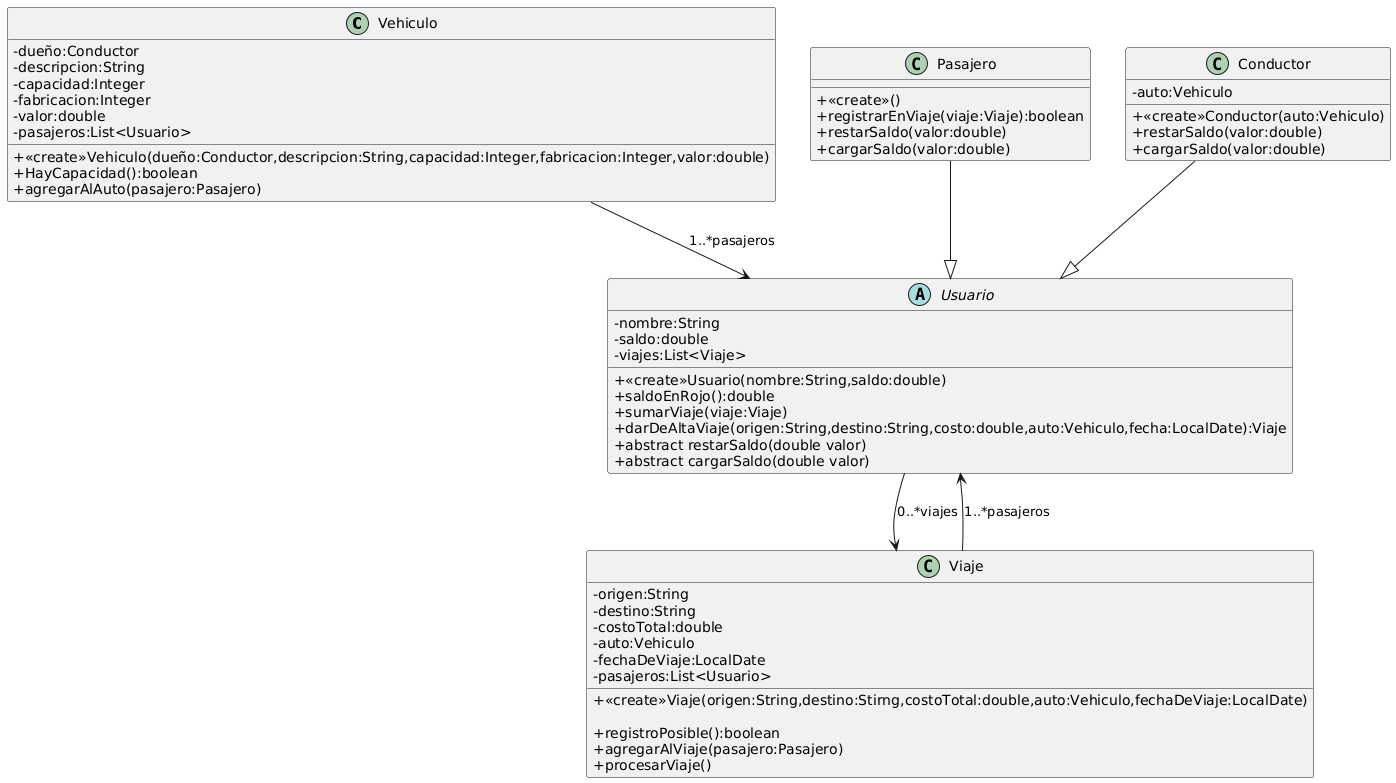 C Vehiculo
-dueño:Conductor
-descripcion:String
-capacidad:Integer
-fabricacion:Integer
-valor:double
-pasajeros:List<Usuario>
+«create»Vehiculo(dueño:Conductor,descripcion:String,capacidad:Integer,fabricacion:Integer,valor:double)
+HayCapacidad():boolean
+agregarAlAuto(pasajero:Pasajero)
C Pasajero
+«create»()
+registrarEnViaje(viaje:Viaje):boolean
+restarSaldo(valor:double)
+cargarSaldo(valor:double)
C Conductor
-auto:Vehiculo
+«create»Conductor(auto:Vehiculo)
+restarSaldo(valor:double)
+cargarSaldo(valor:double)
1..*pasajeros
A Usuario
-nombre:String
-saldo:double
-viajes:List<Viaje>
+«create»Usuario(nombre:String,saldo:double)
+saldoEnRojo():double
+sumarViaje(viaje:Viaje)
+darDeAltaViaje(origen:String,destino:String,costo:double,auto:Vehiculo,fecha:LocalDate):Viaje
+abstract restarSaldo(double valor)
+abstract cargarSaldo(double valor)
0..*viajes
1..*pasajeros
C Viaje
-origen:String
-destino:String
-costoTotal:double
-auto:Vehiculo
-fechaDeViaje:LocalDate
-pasajeros:List<Usuario>
+«create»Viaje(origen:String,destino:Stirng,costoTotal:double,auto:Vehiculo,fechaDeViaje:LocalDate)
+registroPosible():boolean
+agregarAlViaje(pasajero:Pasajero)
+procesarViaje()